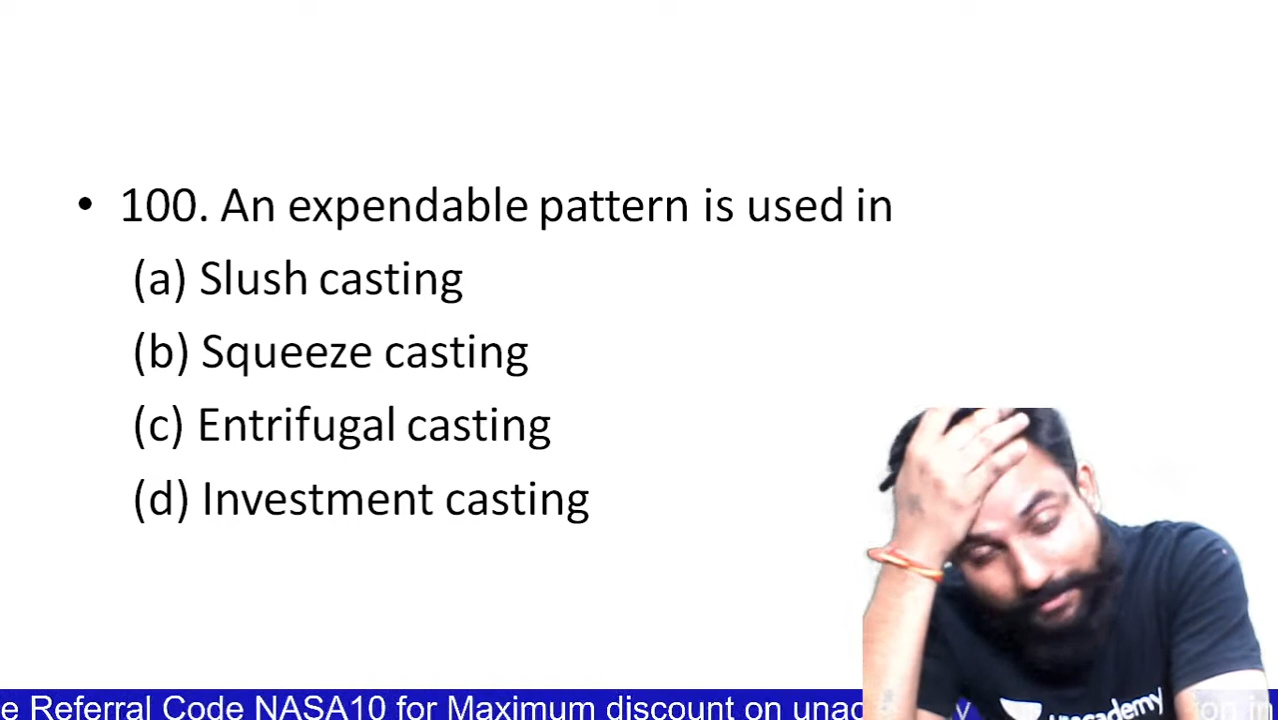 • 100. An expendable pattern is used in
(a) Slush casting
(b) Squeeze casting
(c) Entrifugal casting
(d) Investment casting
Referral Code NASA10 for Maximum discount on